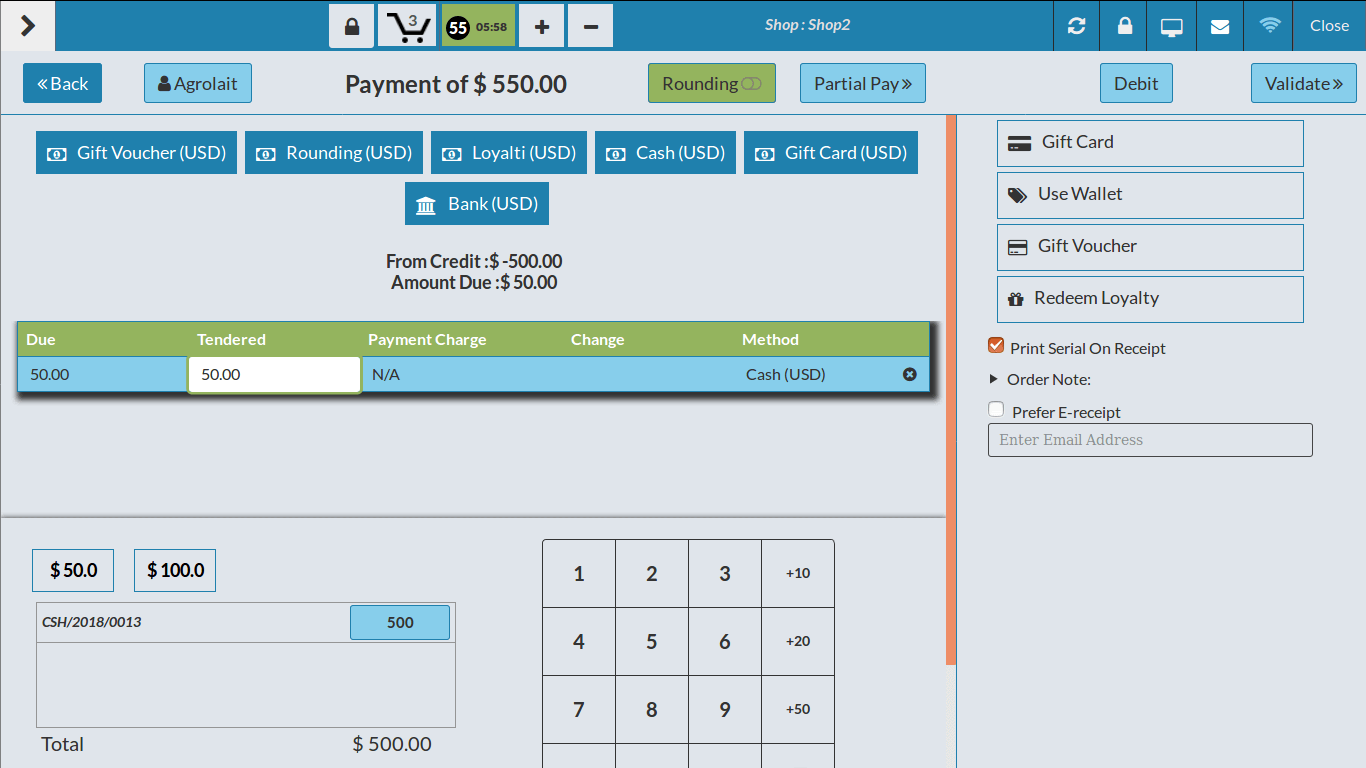 3
55 05:58
Shop : Shop2
Close
Back
Agrolait
Payment of $ 550.00
Rounding
Partial Pay
Debit
Validate
Gift Voucher (USD)
Rounding (USD)
Loyalti (USD)
Cash (USD)
Gift Card (USD)
Bank (USD)
From Credit :$ -500.00
Amount Due :$ 50.00
Due Tendered Payment Charge Change Method
50.00 50.00 N/A Cash (USD)
Gift Card
Use Wallet
Gift Voucher
Redeem Loyalty
Print Serial On Receipt
Order Note:
Prefer E-receipt
Enter Email Address
$ 50.0 $ 100.0
CSH/2018/0013 500
Total $ 500.00
1 2 3 +10
4 5 6 +20
7 8 9 +50